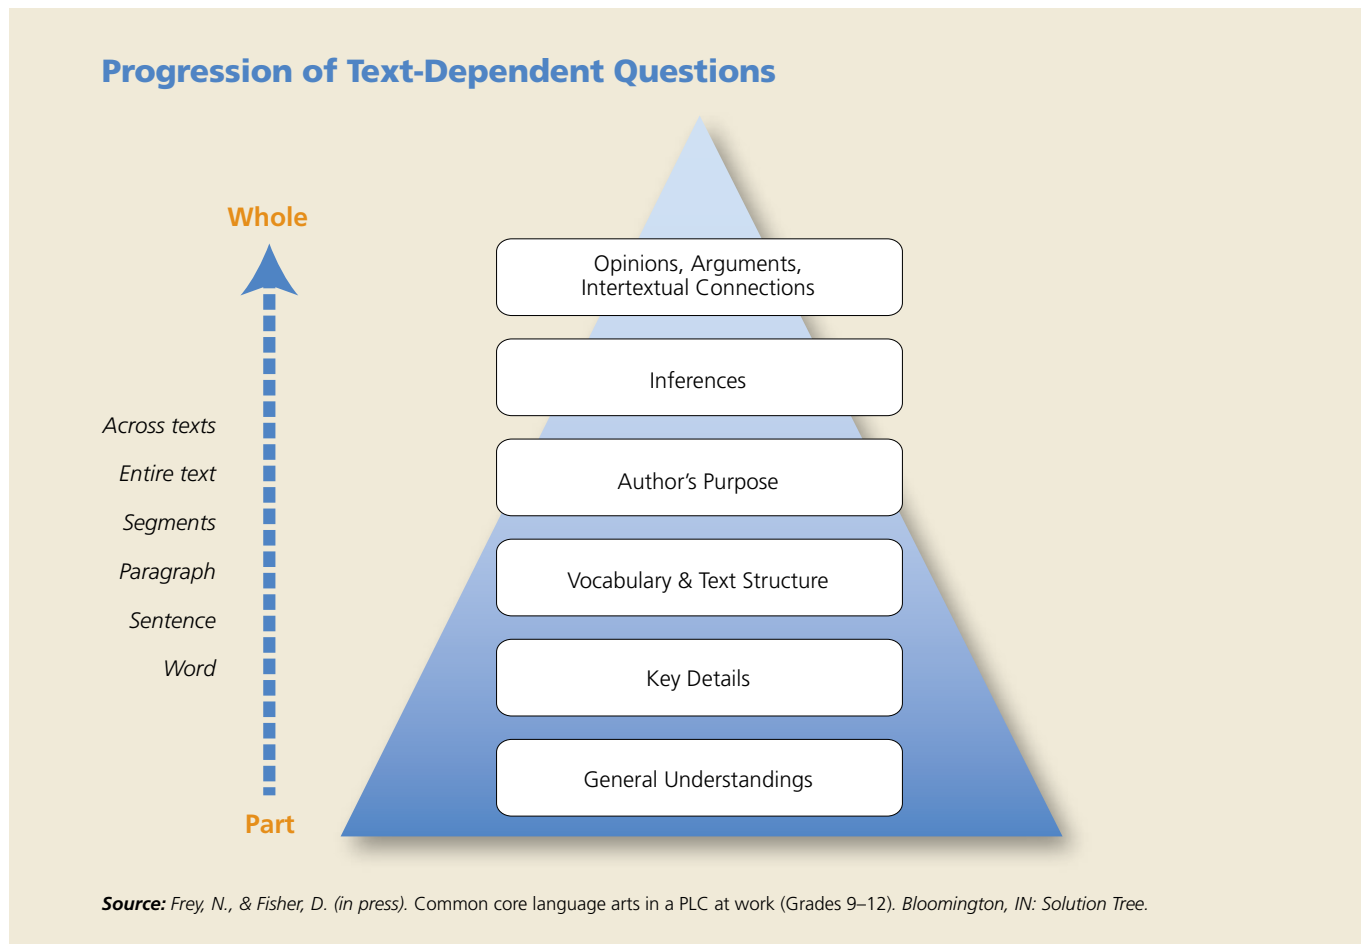 Progression of Text-Dependent Questions
Whole
Across texts
Entire text
Segments
Paragraph
Sentence
Word
Part
Opinions, Arguments,
Intertextual Connections
Inferences
Author’s Purpose
Vocabulary & Text Structure
Key Details
General Understandings
Source: Frey, N., & Fisher, D. (in press). Common core language arts in a PLC at work (Grades 9–12). Bloomington, IN: Solution Tree.